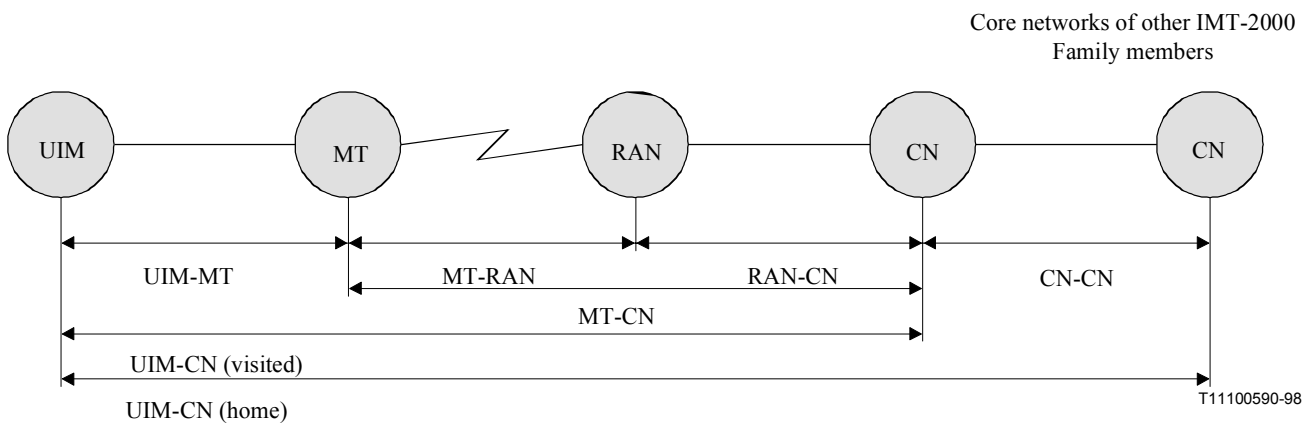 Core networks of other IMT-2000
Family members
UIM
MT
RAN
CN
CN
UIM-MT
MT-RAN
RAN-CN
CN-CN
MT-CN
UIM-CN (visited)
UIM-CN (home)
T11100590-98